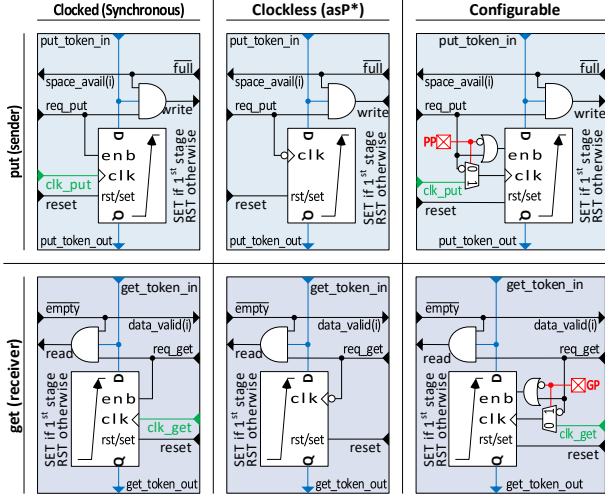 Clocked (Synchronous)
Clockless (asP*)
Configurable
put (sender)
put_token_in
full
space_avail(i)
req_put
write
D
enb
clk
clk_put
rst/set
reset
Q
SET if 1st stage
RST otherwise
put_token_out
put_token_in
full
space_avail(i)
req_put
write
D
clk
rst/set
reset
Q
SET if 1st stage
RST otherwise
put_token_out
put_token_in
full
space_avail(i)
req_put
write
PP
D
enb
0 1
clk
clk_put
rst/set
reset
Q
SET if 1st stage
RST otherwise
put_token_out
get (receiver)
get_token_in
empty
data_valid(i)
read
req_get
D
enb
clk
clk_get
rst/set
reset
Q
SET if 1st stage
RST otherwise
get_token_out
get_token_in
empty
data_valid(i)
read
req_get
D
clk
rst/set
reset
Q
SET if 1st stage
RST otherwise
get_token_out
get_token_in
empty
data_valid(i)
read
req_get
D
GP
enb
clk
0 1
clk_get
rst/set
reset
Q
SET if 1st stage
RST otherwise
get_token_out